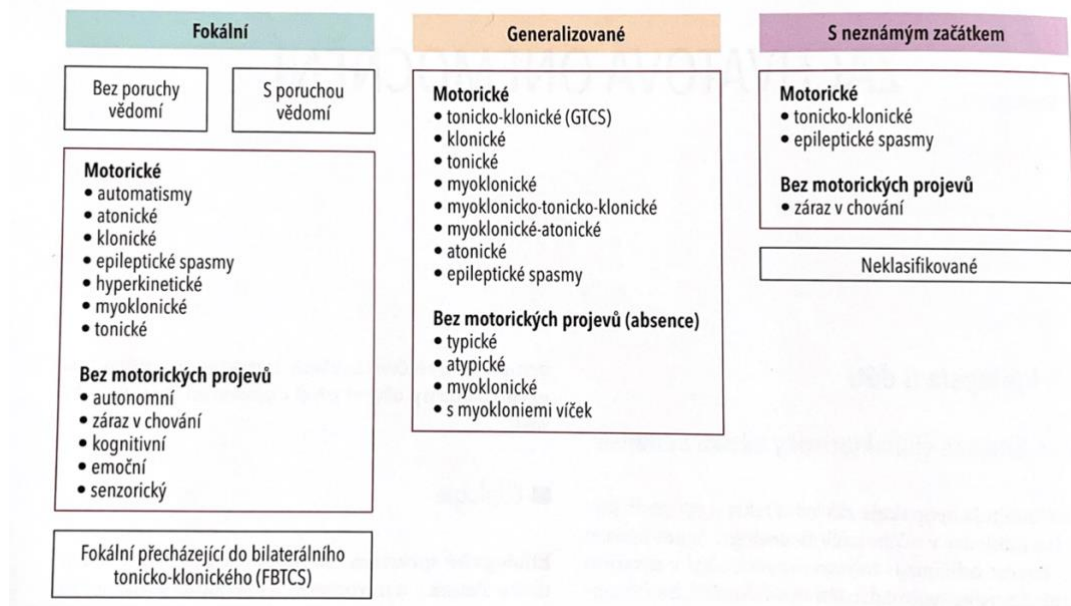 Fokální
Bez poruchy
vědomí
S poruchou
vědomí
Motorické
• automatismy
• atonické
• klonické
• epileptické spasmy
• hyperkinetické
• myoklonické
• tonické
Bez motorických projevů
• autonomní
• záraz v chování
• kognitivní
• emoční
• senzorický
Fokální přecházející do bilaterálního
tonicko-klonického (FBTCS)
Generalizované
Motorické
• tonicko-klonické (GTCS)
• klonické
• tonické
• myoklonické
• myoklonicko-tonicko-klonické
• myoklonické-atonické
• atonické
• epileptické spasmy
Bez motorických projevů (absence)
• typické
• atypické
• myoklonické
• s myokloniemi víček
S neznámým začátkem
Motorické
• tonicko-klonické
• epileptické spasmy
Bez motorických projevů
• záraz v chování
Neklasifikované